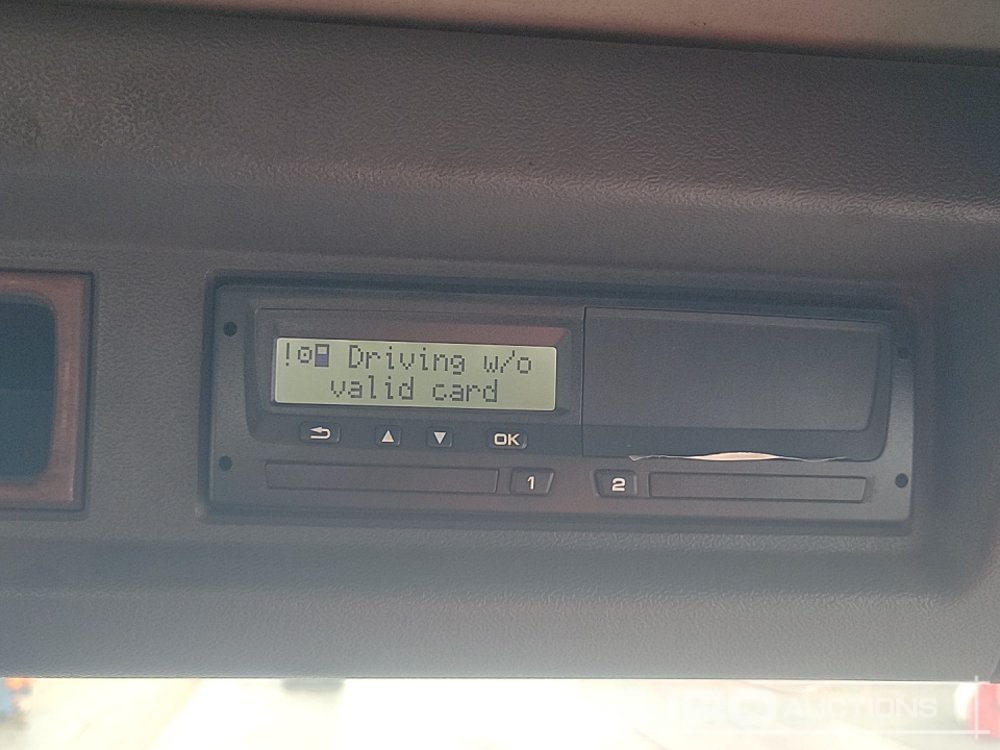 ! Driving w/o
valid card
OK
1 2
AUCTIONS